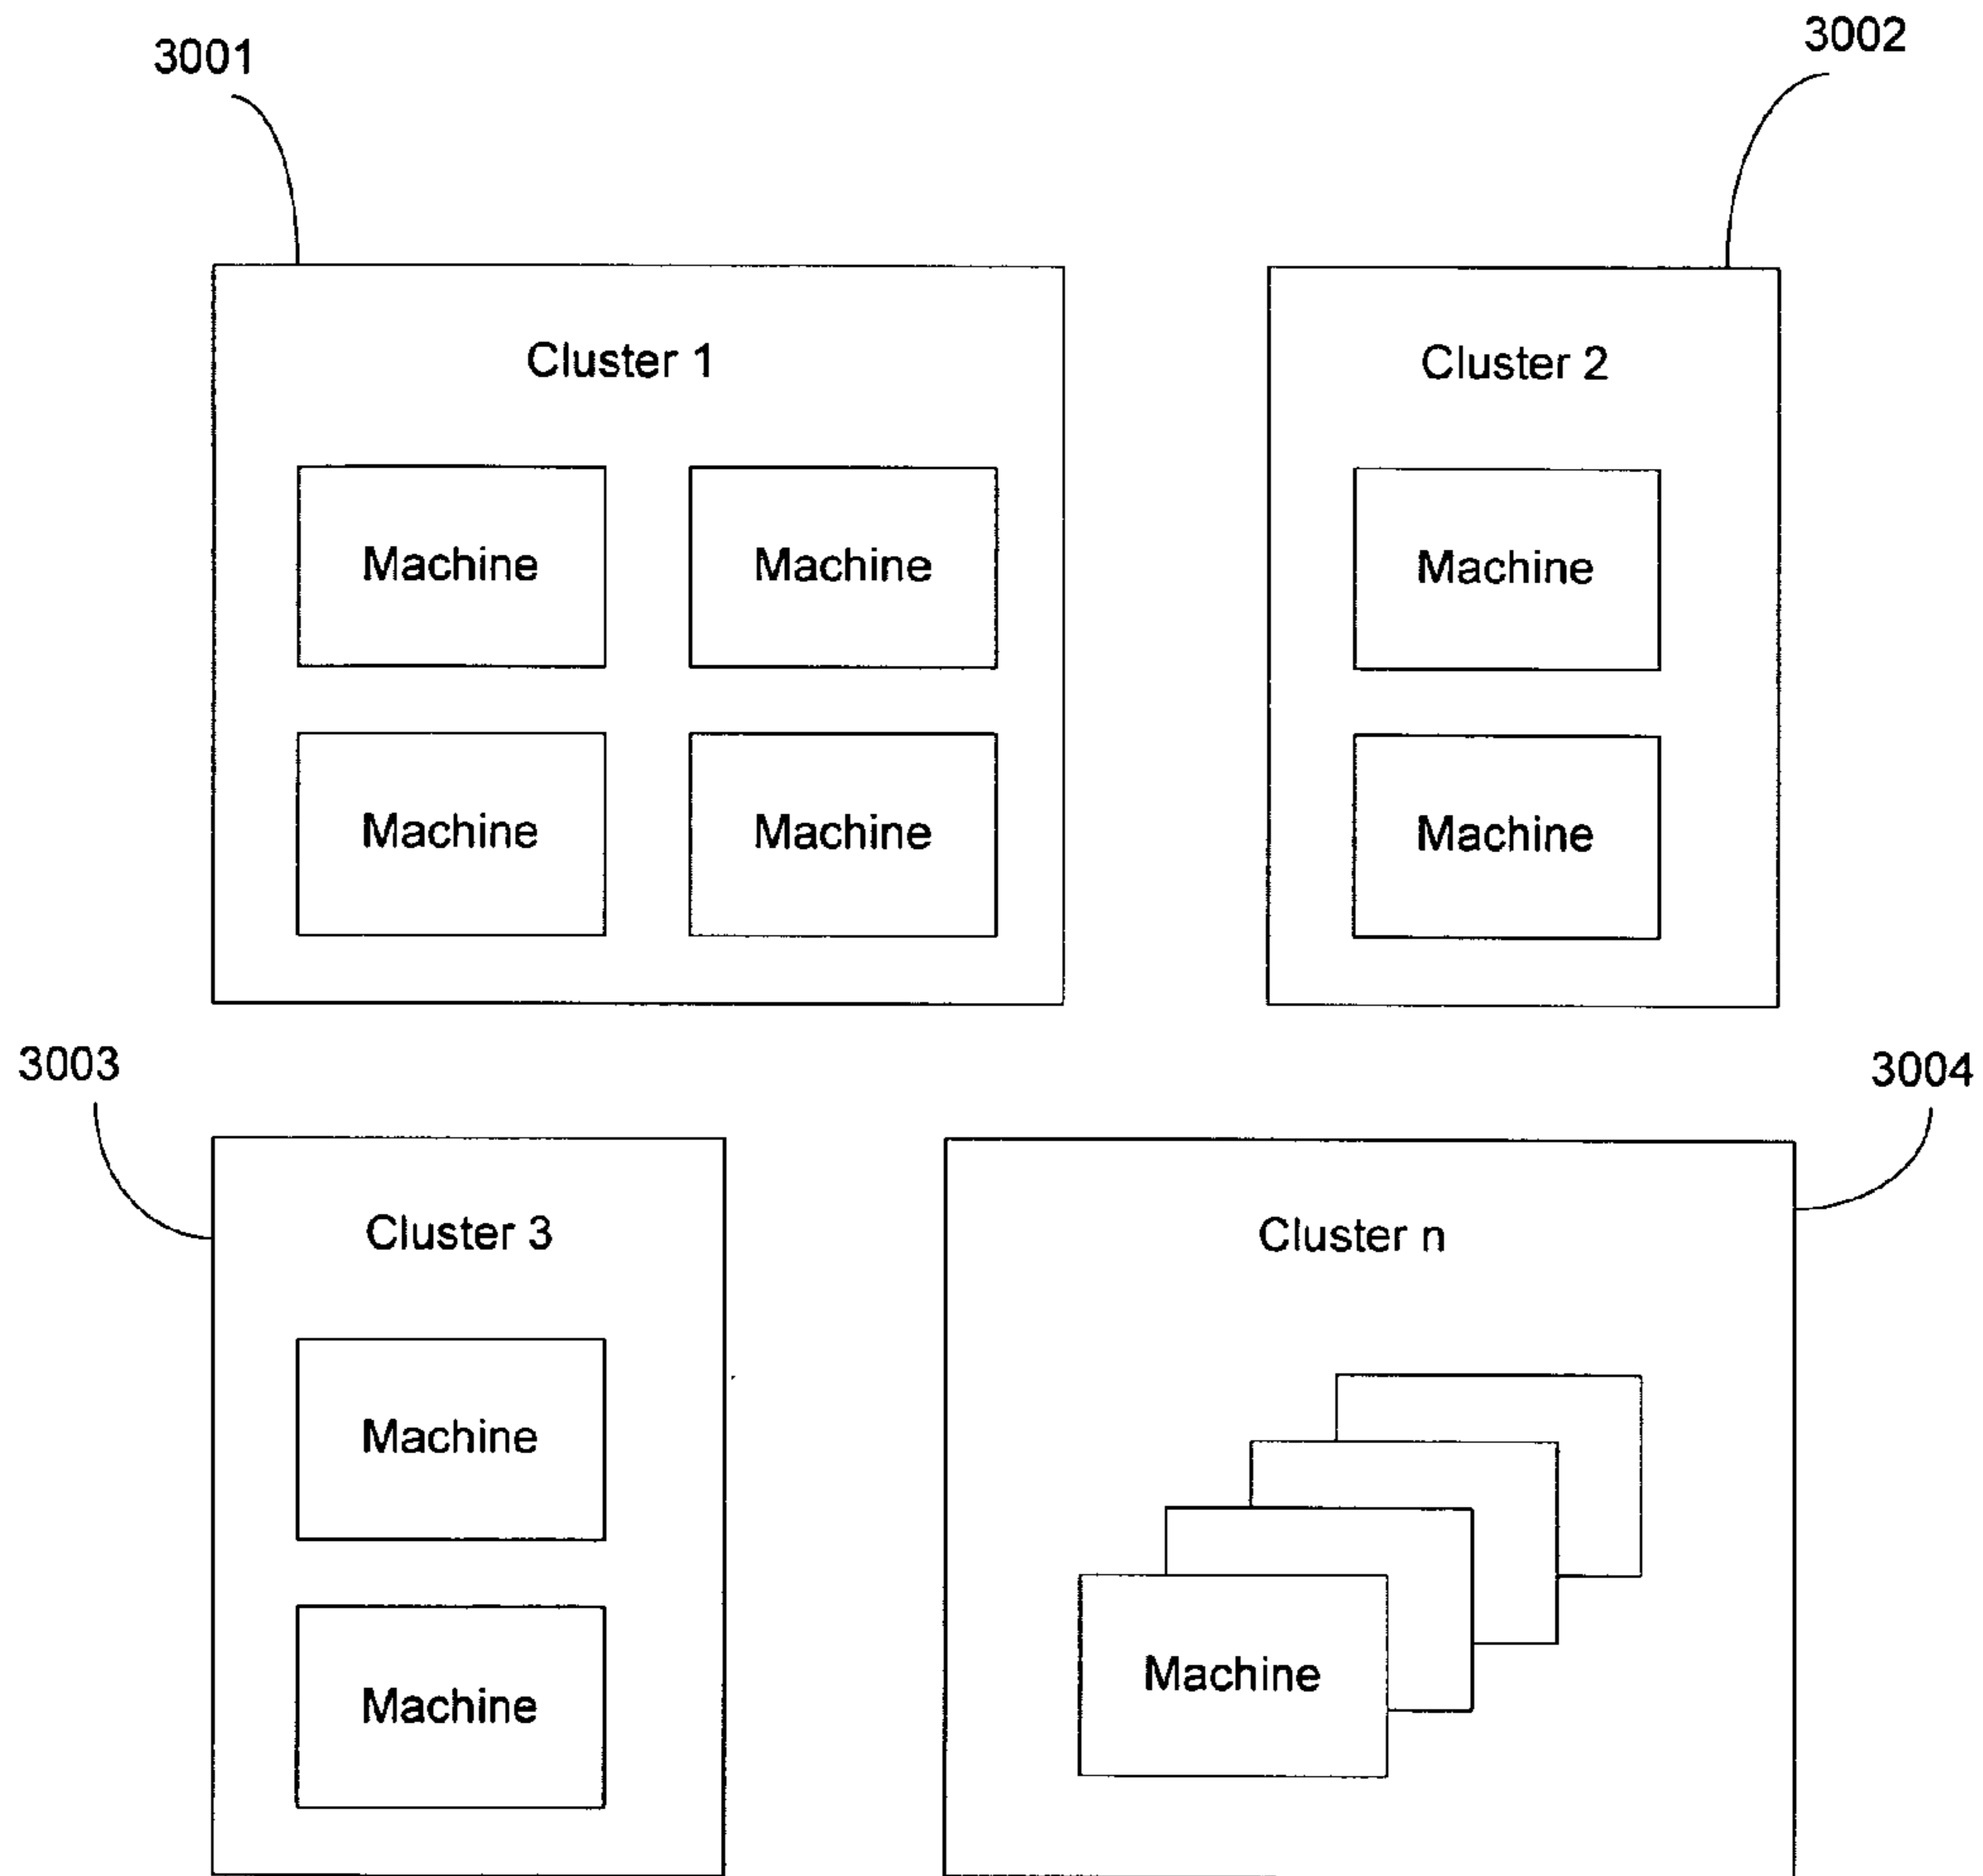 3001
3002
Cluster 1
Cluster 2
Machine
Machine
Machine
Machine
Machine
Machine
3003
3004
Cluster 3
Cluster n
Machine
Machine
Machine